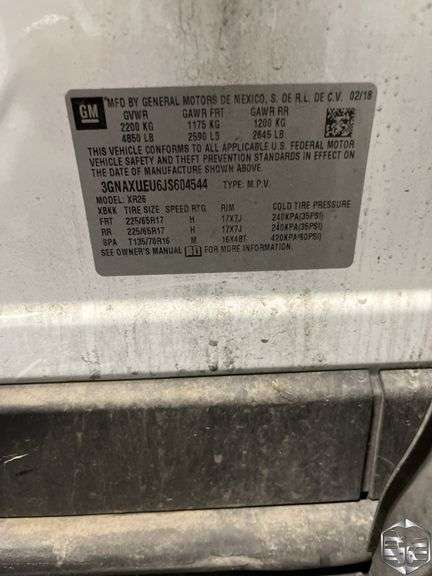 GM
MFD BY GENERAL MOTORS DE MEXICO, S. DE R.L. DE C.V. 02/18
GVWR GAWR FRT GAWR RR
2200 KG 1175 KG 1200 KG
4850 LB 2590 LB 2645 LB
THIS VEHICLE CONFORMS TO ALL APPLICABLE U.S. FEDERAL MOTOR
VEHICLE SAFETY AND THEFT PREVENTION STANDARDS IN EFFECT ON
THE DATE OF MANUFACTURE SHOWN ABOVE.
3GNAXUEU6JS604544 TYPE: M.P.V.
MODEL: XR26
XBKK TIRE SIZE SPEED RTG RIM COLD TIRE PRESSURE
FRT 225/65R17 H 17X7J 240KPA(35PSI)
RR 225/65R17 H 17X7J 240KPA(35PSI)
SPA T135/70R16 M 16X4BT 420KPA(60PSI)
SEE OWNER'S MANUAL FOR MORE INFORMATION.